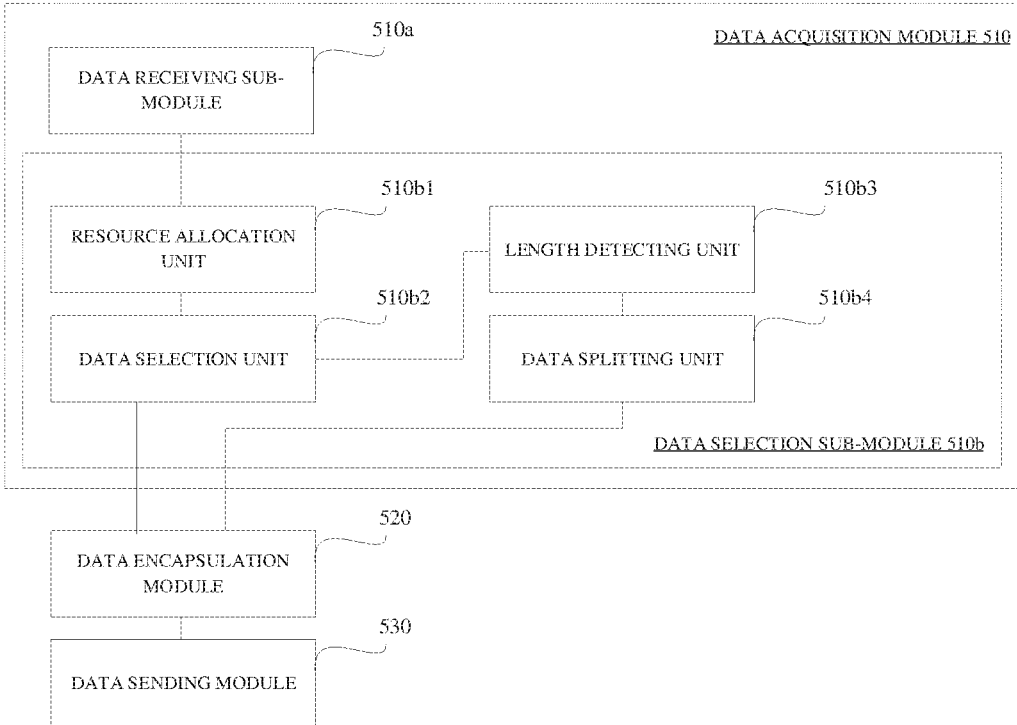 510a
DATA ACQUISITION MODULE 510
DATA RECEIVING SUB-
MODULE
510b1
510b3
RESOURCE ALLOCATION
UNIT
LENGTH DETECTING UNIT
510b2
510b4
DATA SELECTION UNIT
DATA SPLITTING UNIT
DATA SELECTION SUB-MODULE 510b
520
DATA ENCAPSULATION
MODULE
530
DATA SENDING MODULE